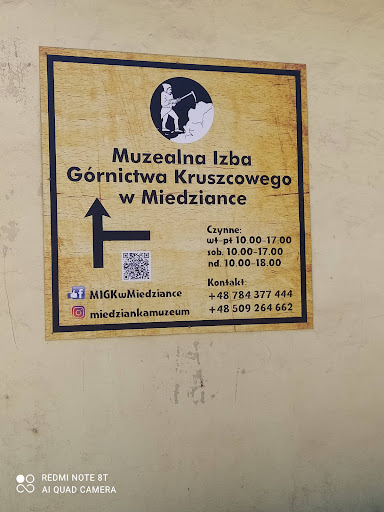 Muzealna Izba
Górnictwa Kruszcowego
w Miedziance
Czynne:
wt-pt 10.00-17.00
sob. 10.00-17.00
nd. 10.00-18.00
Kontakt:
+48 784 377 444
+48 509 264 662
MIGKwMiedziance
miedziankamuzeum
REDMI NOTE 8T
AI QUAD CAMERA